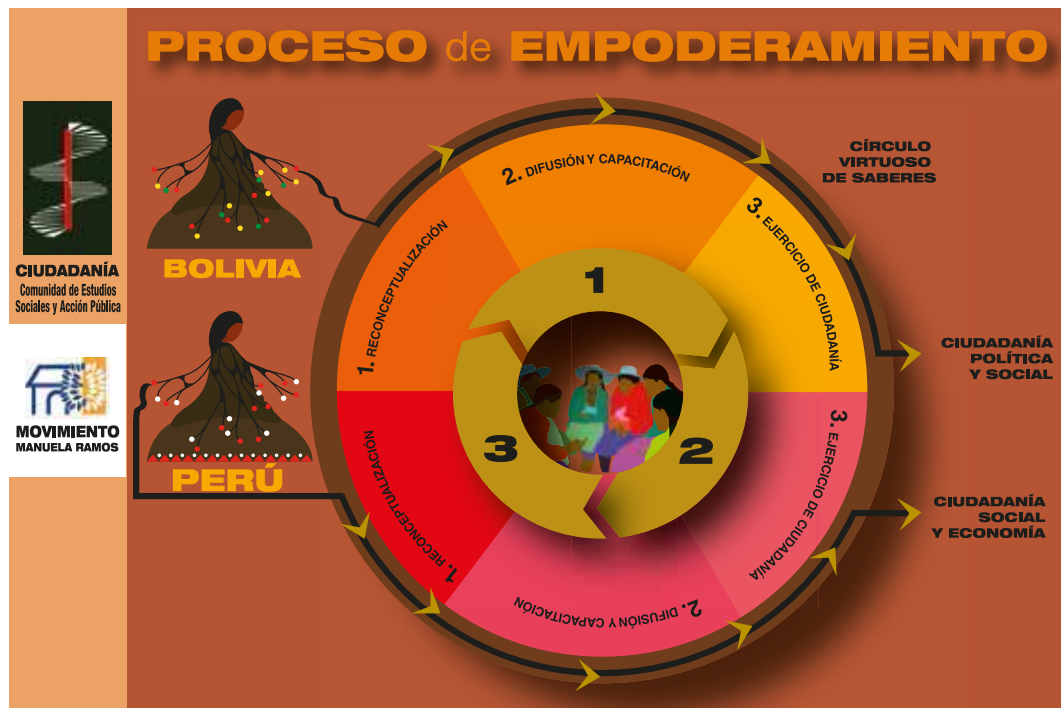 PROCESO de EMPODERAMIENTO
CIUDADANÍA
Comunidad de Estudios
Sociales y Acción Pública
MOVIMIENTO
MANUELA RAMOS
BOLIVIA
PERÚ
1. RECONCEPTUALIZACIÓN
2. DIFUSIÓN Y CAPACITACIÓN
3. EJERCICIO DE CIUDADANÍA
1. RECONCEPTUALIZACIÓN
2. DIFUSIÓN Y CAPACITACIÓN
3. EJERCICIO DE CIUDADANÍA
1
2
3
CÍRCULO
VIRTUOSO
DE SABERES
CIUDADANÍA
POLÍTICA
Y SOCIAL
CIUDADANÍA
SOCIAL
Y ECONOMÍA